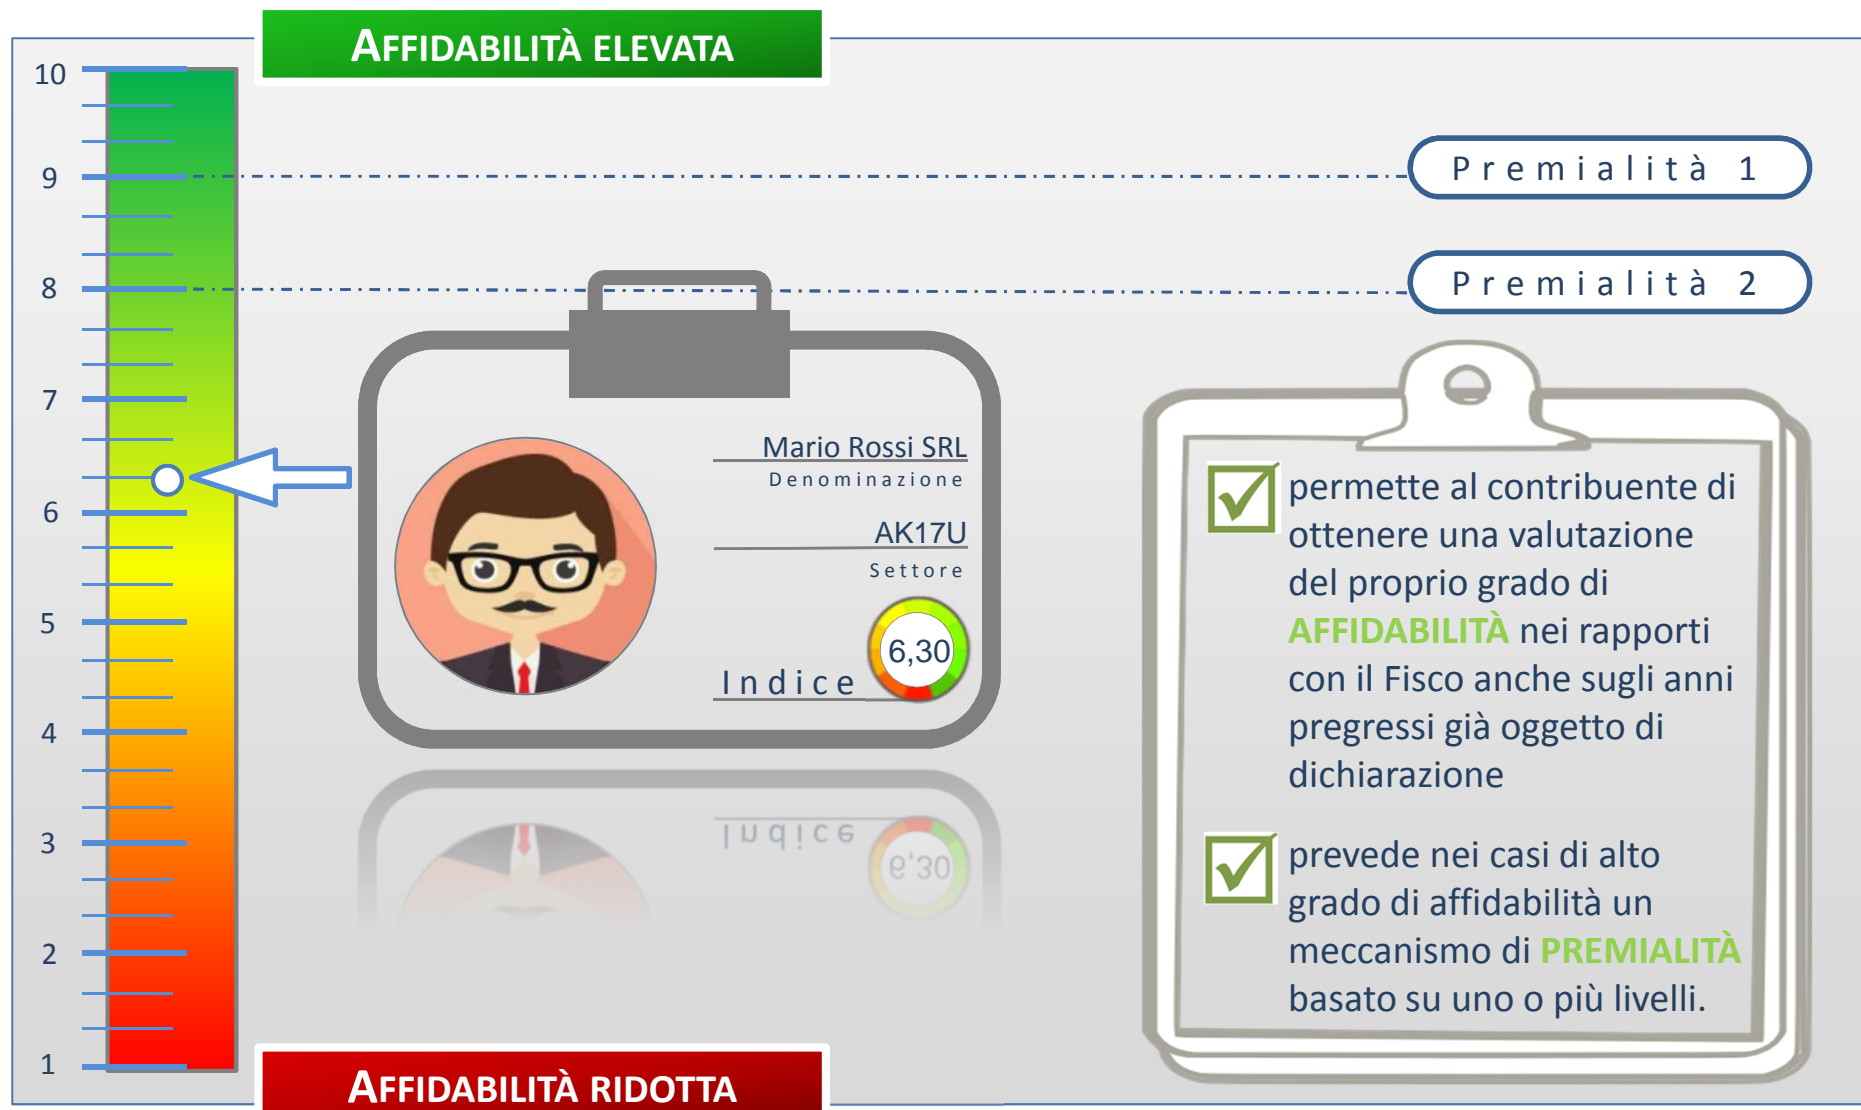 AFFIDABILITÀ ELEVATA
10
9
8
7
6
5
4
3
2
1
Premialità 1
Premialità 2
Mario Rossi SRL
Denominazione
AK17U
Settore
6,30
Indice
permette al contribuente di
ottenere una valutazione
del proprio grado di
AFFIDABILITÀ nei rapporti
con il Fisco anche sugli anni
pregressi già oggetto di
dichiarazione
prevede nei casi di alto
grado di affidabilità un
meccanismo di PREMIALITÀ
basato su uno o più livelli.
AFFIDABILITÀ RIDOTTA